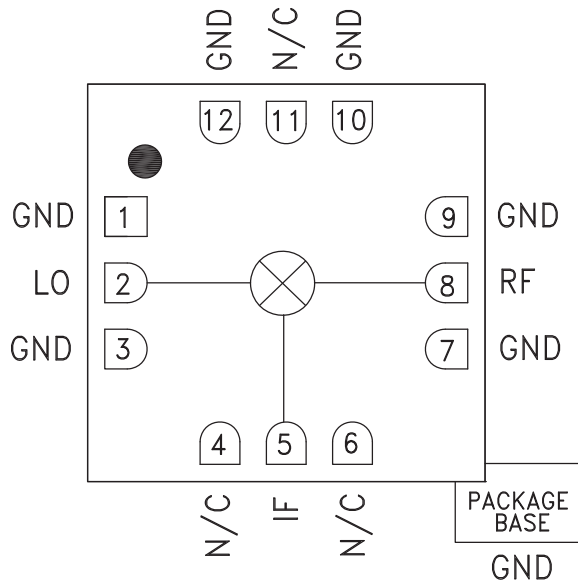 GND N/C GND
12 11 10
GND 1 9 GND
LO 2 8 RF
GND 3 7 GND
4 5 6
N/C IF N/C
PACKAGE
BASE
GND